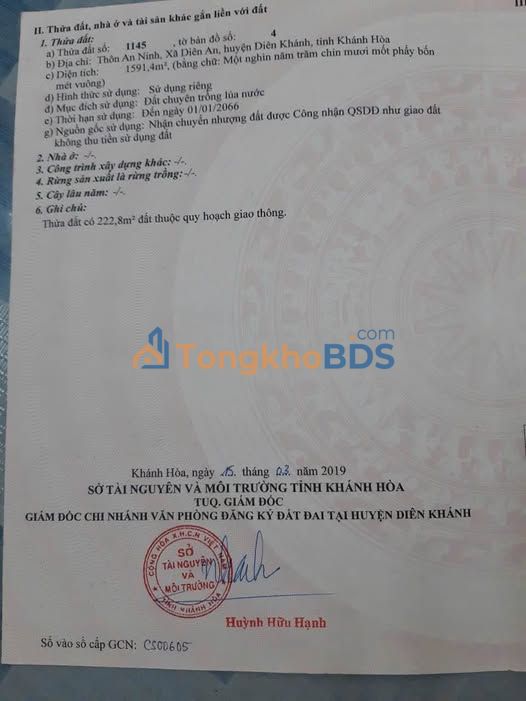 II. Thửa đất, nhà ở và tài sản khác gắn liền với đất
1. Thửa đất:
a) Thửa đất số: 1145 , tờ bản đồ số: 4
b) Địa chỉ: Thôn An Ninh, Xã Diên An, huyện Diên Khánh, tỉnh Khánh Hòa
c) Diện tích: 1591,4m², (bằng chữ: Một nghìn năm trăm chín mươi mốt phẩy bốn
mét vuông)
d) Hình thức sử dụng: Sử dụng riêng
đ) Mục đích sử dụng: Đất chuyên trồng lúa nước
e) Thời hạn sử dụng: Đến ngày 01/01/2066
g) Nguồn gốc sử dụng: Nhận chuyển nhượng đất được Công nhận QSDĐ như giao đất
không thu tiền sử dụng đất
2. Nhà ở: -/-.
3. Công trình xây dựng khác: -/-.
4. Rừng sản xuất là rừng trồng:-/-.
5. Cây lâu năm: -/-.
6. Ghi chú:
Thửa đất có 222,8m² đất thuộc quy hoạch giao thông.
TongkhoBDS.com
Khánh Hòa, ngày 15. tháng 03. năm 2019
SỞ TÀI NGUYÊN VÀ MÔI TRƯỜNG TỈNH KHÁNH HÒA
TUQ. GIÁM ĐỐC
GIÁM ĐỐC CHI NHÁNH VĂN PHÒNG ĐĂNG KÝ ĐẤT ĐAI TẠI HUYỆN DIÊN KHÁNH
CỘNG HÒA X.H.C.N VIỆT NAM
SỞ
TÀI NGUYÊN
VÀ
MÔI TRƯỜNG
TỈNH KHÁNH HÒA
Huỳnh Hữu Hạnh
Số vào sổ cấp GCN: CS00605